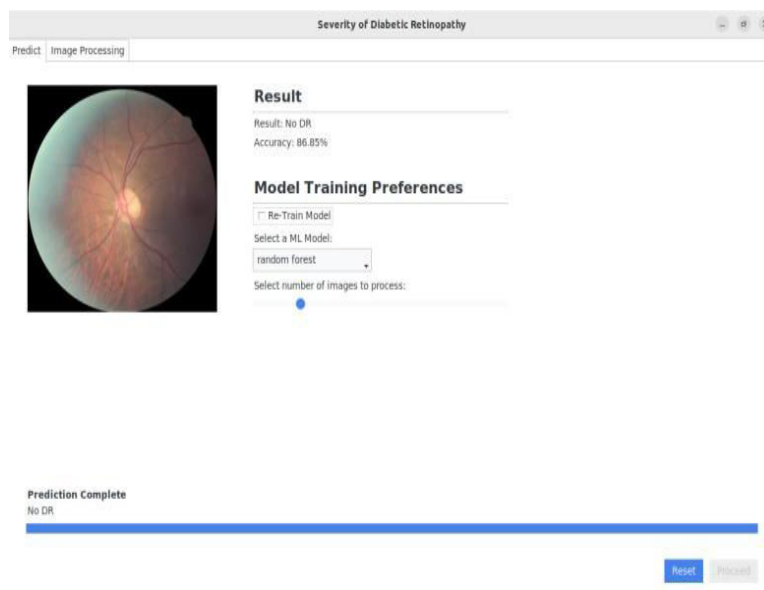 Severity of Diabetic Retinopathy
Predict Image Processing
Result
Result: No DR
Accuracy: 86.85%
Model Training Preferences
Re-Train Model
Select a ML Model:
random forest
Select number of images to process:
Prediction Complete
No DR
Reset Proceed